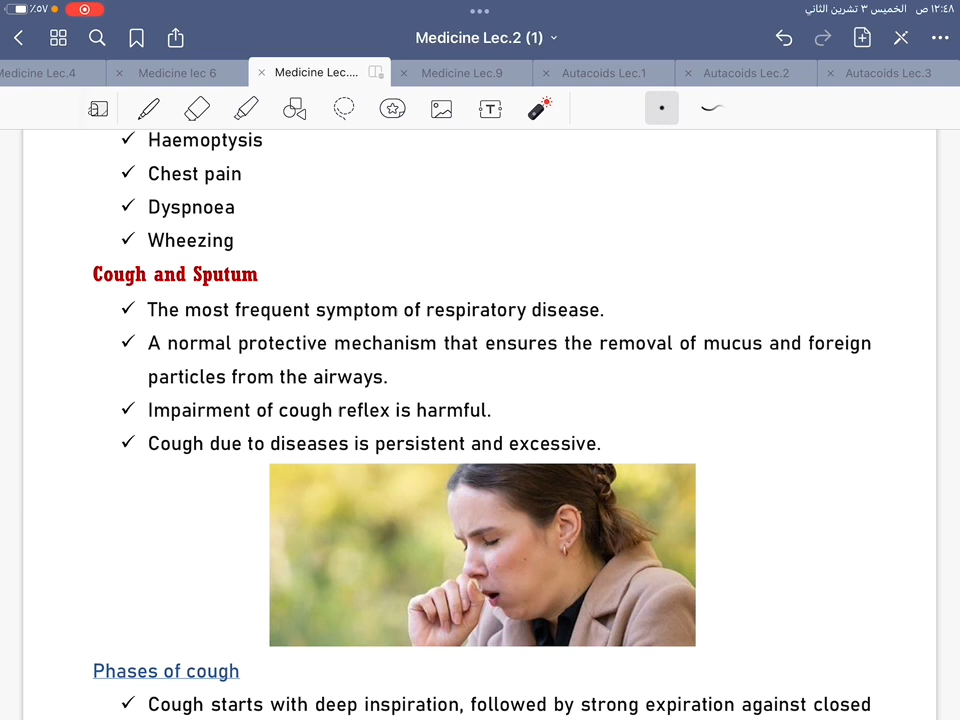 ٪٥٧
١٢:٤٨ ص الخميس ٣ تشرين الثاني
Medicine Lec.2 (1)
Medicine Lec.4
Medicine lec 6
Medicine Lec....
Medicine Lec.9
Autacoids Lec.1
Autacoids Lec.2
Autacoids Lec.3
T
✓ Haemoptysis
✓ Chest pain
✓ Dyspnoea
✓ Wheezing
Cough and Sputum
✓ The most frequent symptom of respiratory disease.
✓ A normal protective mechanism that ensures the removal of mucus and foreign
particles from the airways.
✓ Impairment of cough reflex is harmful.
✓ Cough due to diseases is persistent and excessive.
Phases of cough
✓ Cough starts with deep inspiration, followed by strong expiration against closed